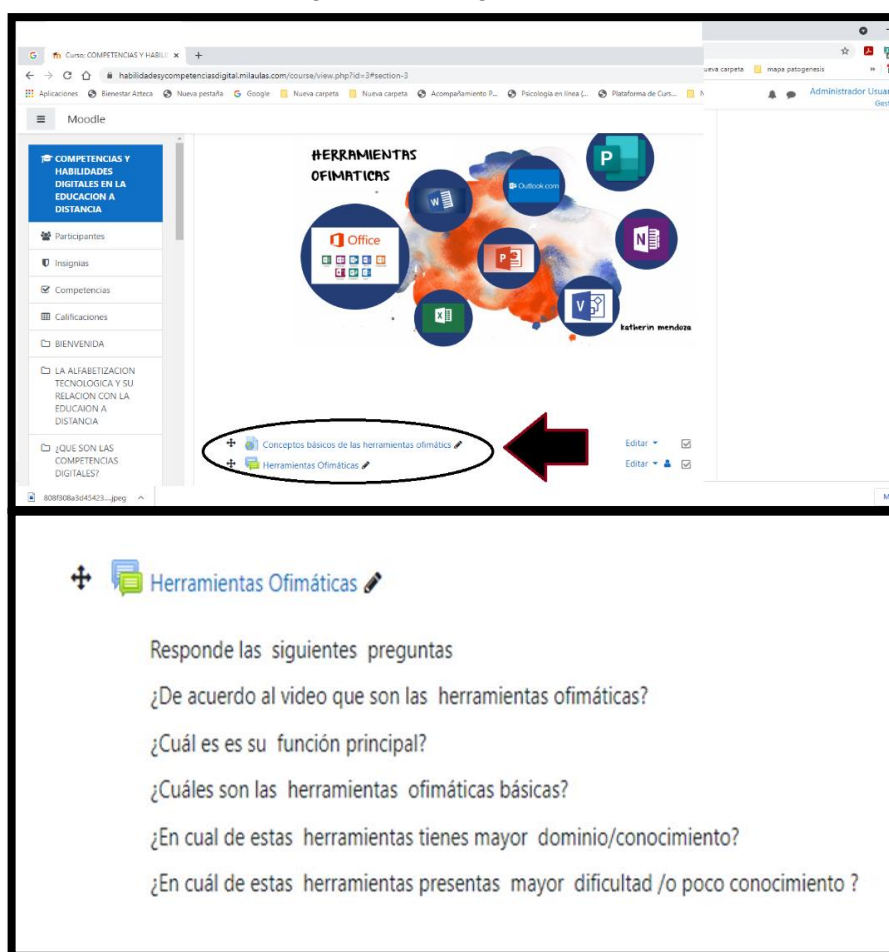 Curso: COMPETENCIAS Y HABILI
habilidadesycompetenciasdigital.milaulas.com/course/view.php?id=3#section-3
Aplicaciones Bienestar Azteca Nueva pestaña Google Nueva carpeta Nueva carpeta Acompañamiento P... Psicología en línea (... Plataforma de Curs... N
ueva carpeta mapa patogenesis »
Moodle
Administrador Usuar
Gest
COMPETENCIAS Y
HABILIDADES
DIGITALES EN LA
EDUCACION A
DISTANCIA
Participantes
Insignias
Competencias
Calificaciones
BIENVENIDA
LA ALFABETIZACION
TECNOLOGICA Y SU
RELACION CON LA
EDUCAION A
DISTANCIA
¿QUE SON LAS
COMPETENCIAS
DIGITALES?
HERRAMIENTAS
OFIMATICAS
Outlook.com
Office
katherin mendoza
Conceptos básicos de las herramientas ofimátics
Editar
Herramientas Ofimáticas
Editar
808f308a3d45423....jpeg
M
Herramientas Ofimáticas
Responde las siguientes preguntas
¿De acuerdo al video que son las herramientas ofimáticas?
¿Cuál es es su función principal?
¿Cuáles son las herramientas ofimáticas básicas?
¿En cual de estas herramientas tienes mayor dominio/conocimiento?
¿En cuál de estas herramientas presentas mayor dificultad /o poco conocimiento ?